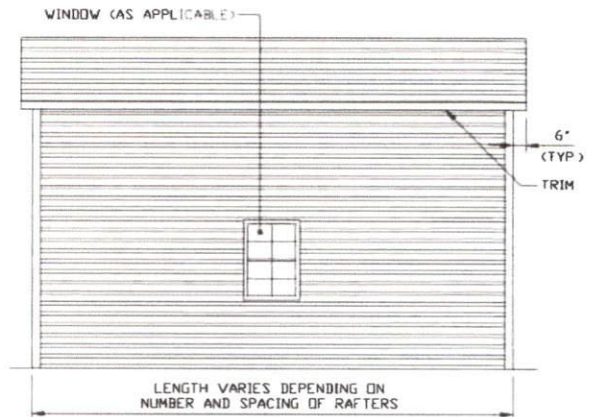 WINDOW (AS APPLICABLE)
6"
(TYP)
TRIM
LENGTH VARIES DEPENDING ON
NUMBER AND SPACING OF RAFTERS